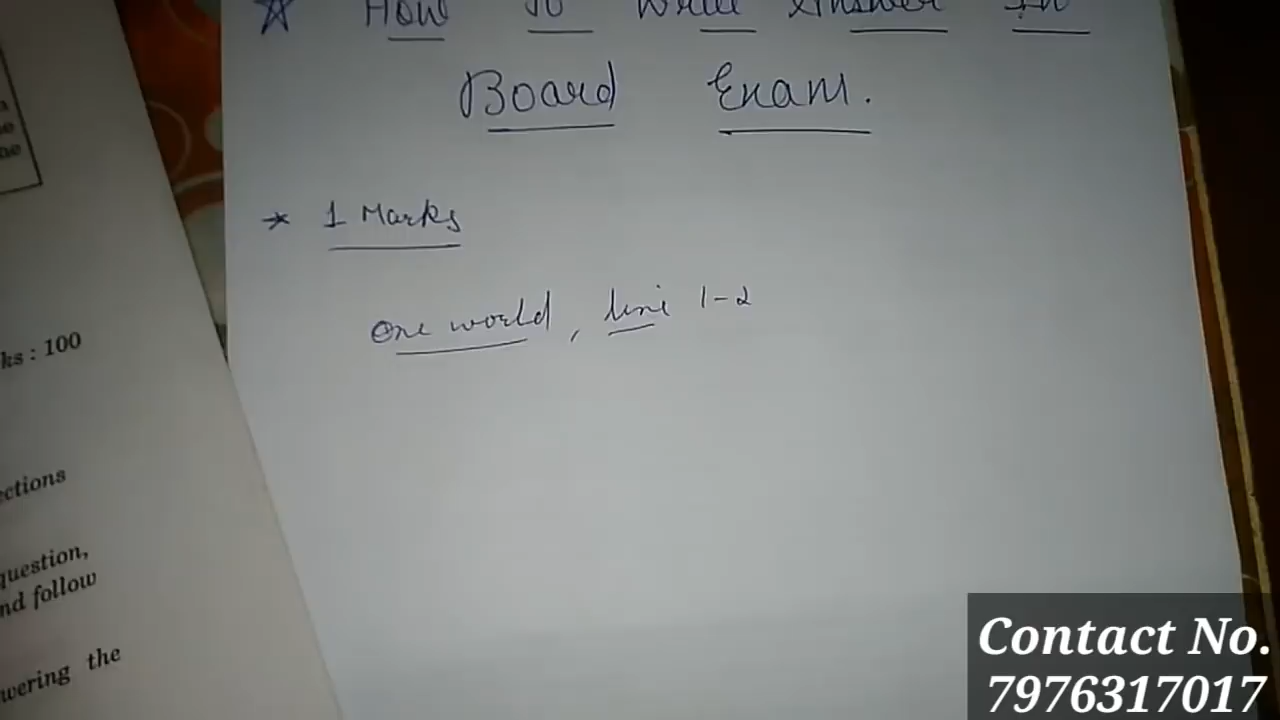 How to Write Answer In
Board Exam.
* 1 Marks
One world, line 1-2
ks : 100
ections
question,
nd follow
wering the
Contact No.
7976317017